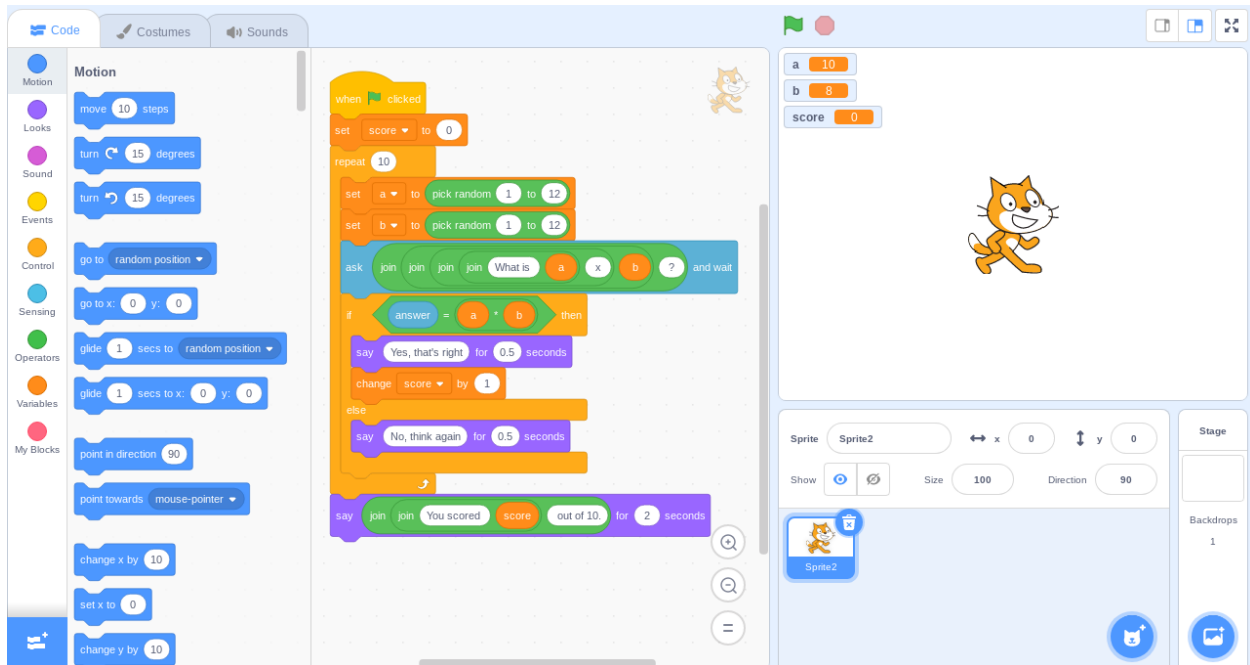 Code
Costumes
Sounds
Motion
Looks
Sound
Events
Control
Sensing
Operators
Variables
My Blocks
Motion
move 10 steps
turn 15 degrees
turn 15 degrees
go to random position
go to x: 0 y: 0
glide 1 secs to random position
glide 1 secs to x: 0 y: 0
point in direction 90
point towards mouse-pointer
change x by 10
set x to 0
change y by 10
when clicked
set score to 0
repeat 10
set a to pick random 1 to 12
set b to pick random 1 to 12
ask join join join join What is a x b ? and wait
if answer = a * b then
say Yes, that's right for 0.5 seconds
change score by 1
else
say No, think again for 0.5 seconds
say join join You scored score out of 10. for 2 seconds
a 10
b 8
score 0
Sprite Sprite2 x 0 y 0
Show Size 100 Direction 90
Sprite2
Stage
Backdrops
1